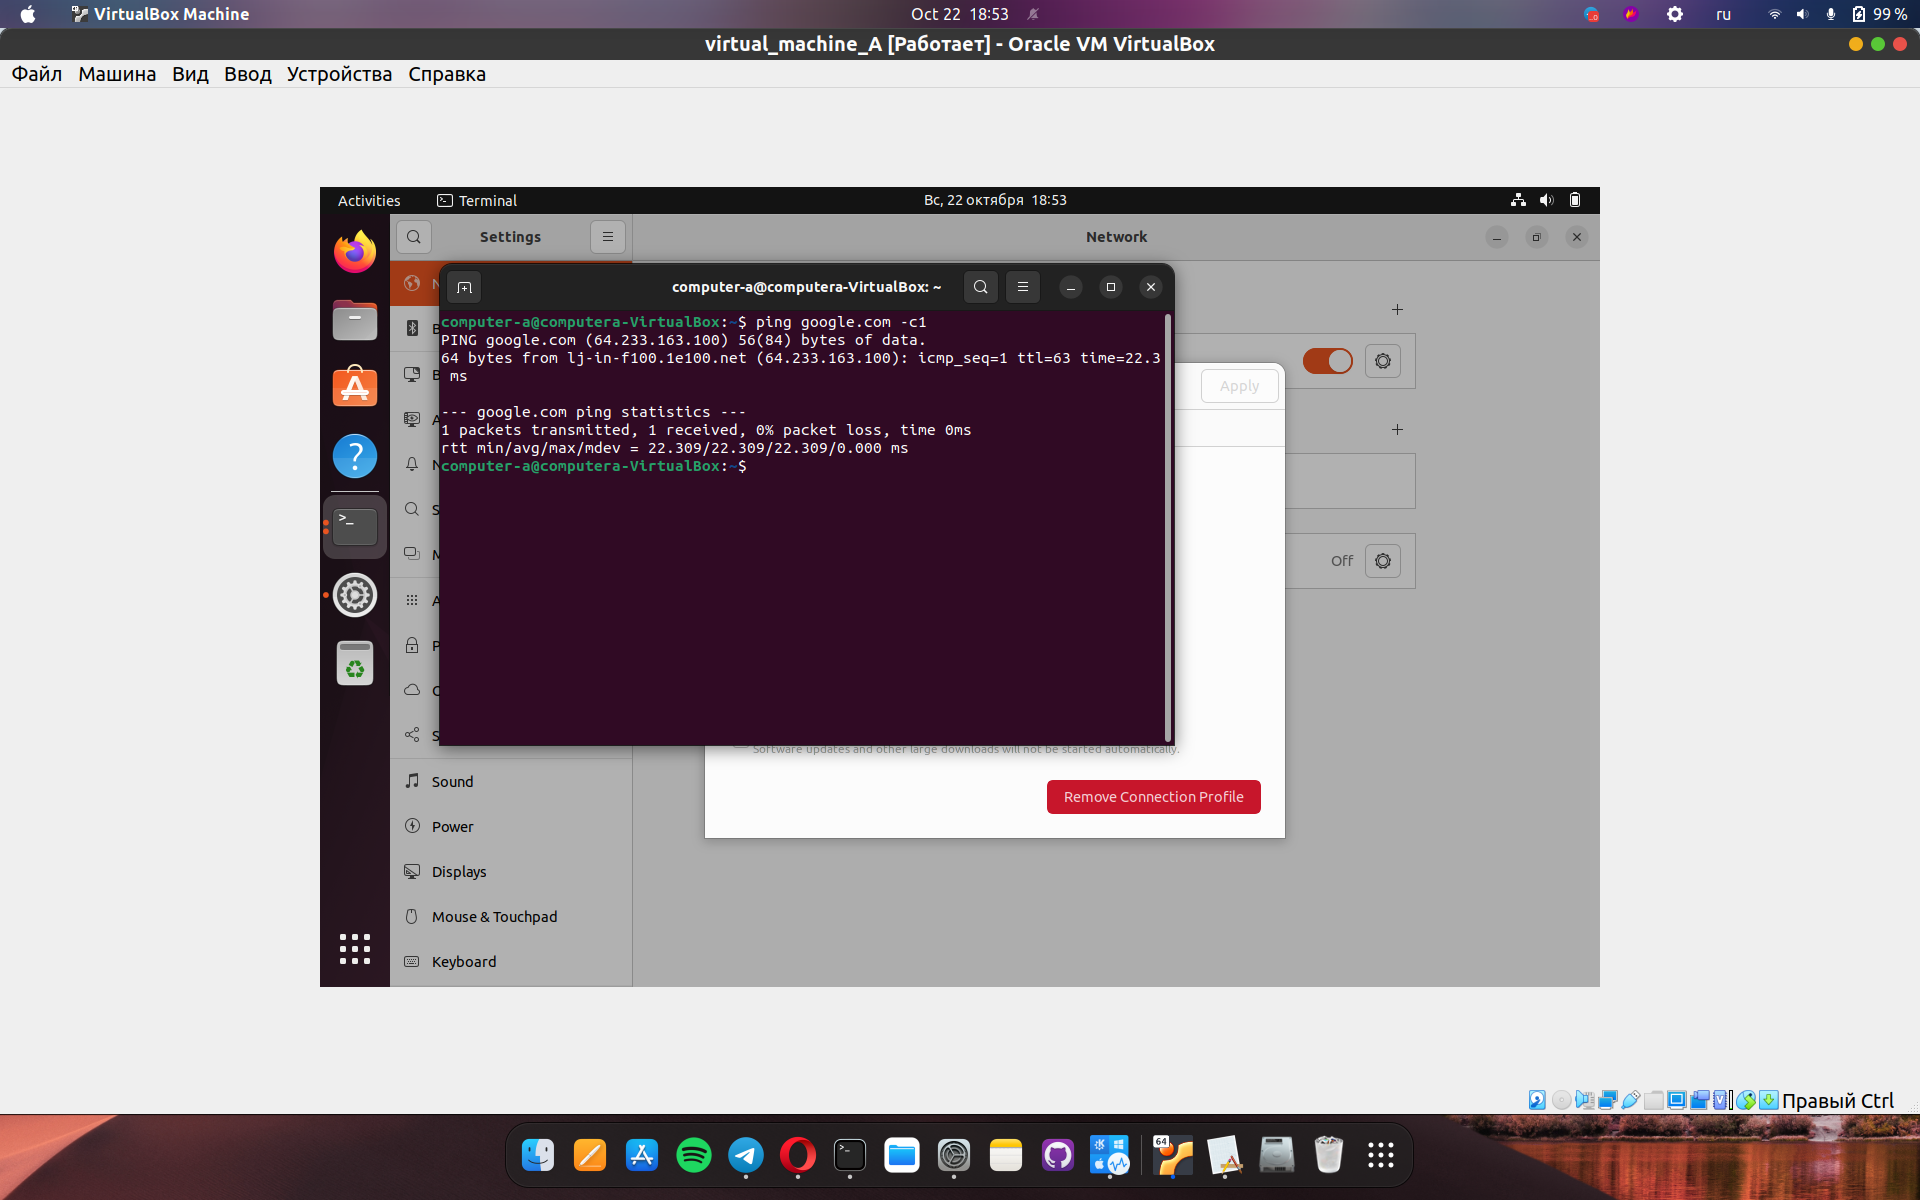 VirtualBox Machine
Oct 22 18:53
ru
99 %
virtual_machine_A [Работает] - Oracle VM VirtualBox
Файл Машина Вид Ввод Устройства Справка
Activities
Terminal
Вс, 22 октября 18:53
Settings
Network
computer-a@computera-VirtualBox: ~
computer-a@computera-VirtualBox:~$ ping google.com -c1
PING google.com (64.233.163.100) 56(84) bytes of data.
64 bytes from lj-in-f100.1e100.net (64.233.163.100): icmp_seq=1 ttl=63 time=22.3
ms
--- google.com ping statistics ---
1 packets transmitted, 1 received, 0% packet loss, time 0ms
rtt min/avg/max/mdev = 22.309/22.309/22.309/0.000 ms
computer-a@computera-VirtualBox:~$
Apply
Off
Software updates and other large downloads will not be started automatically.
Remove Connection Profile
Sound
Power
Displays
Mouse & Touchpad
Keyboard
Правый Ctrl
64